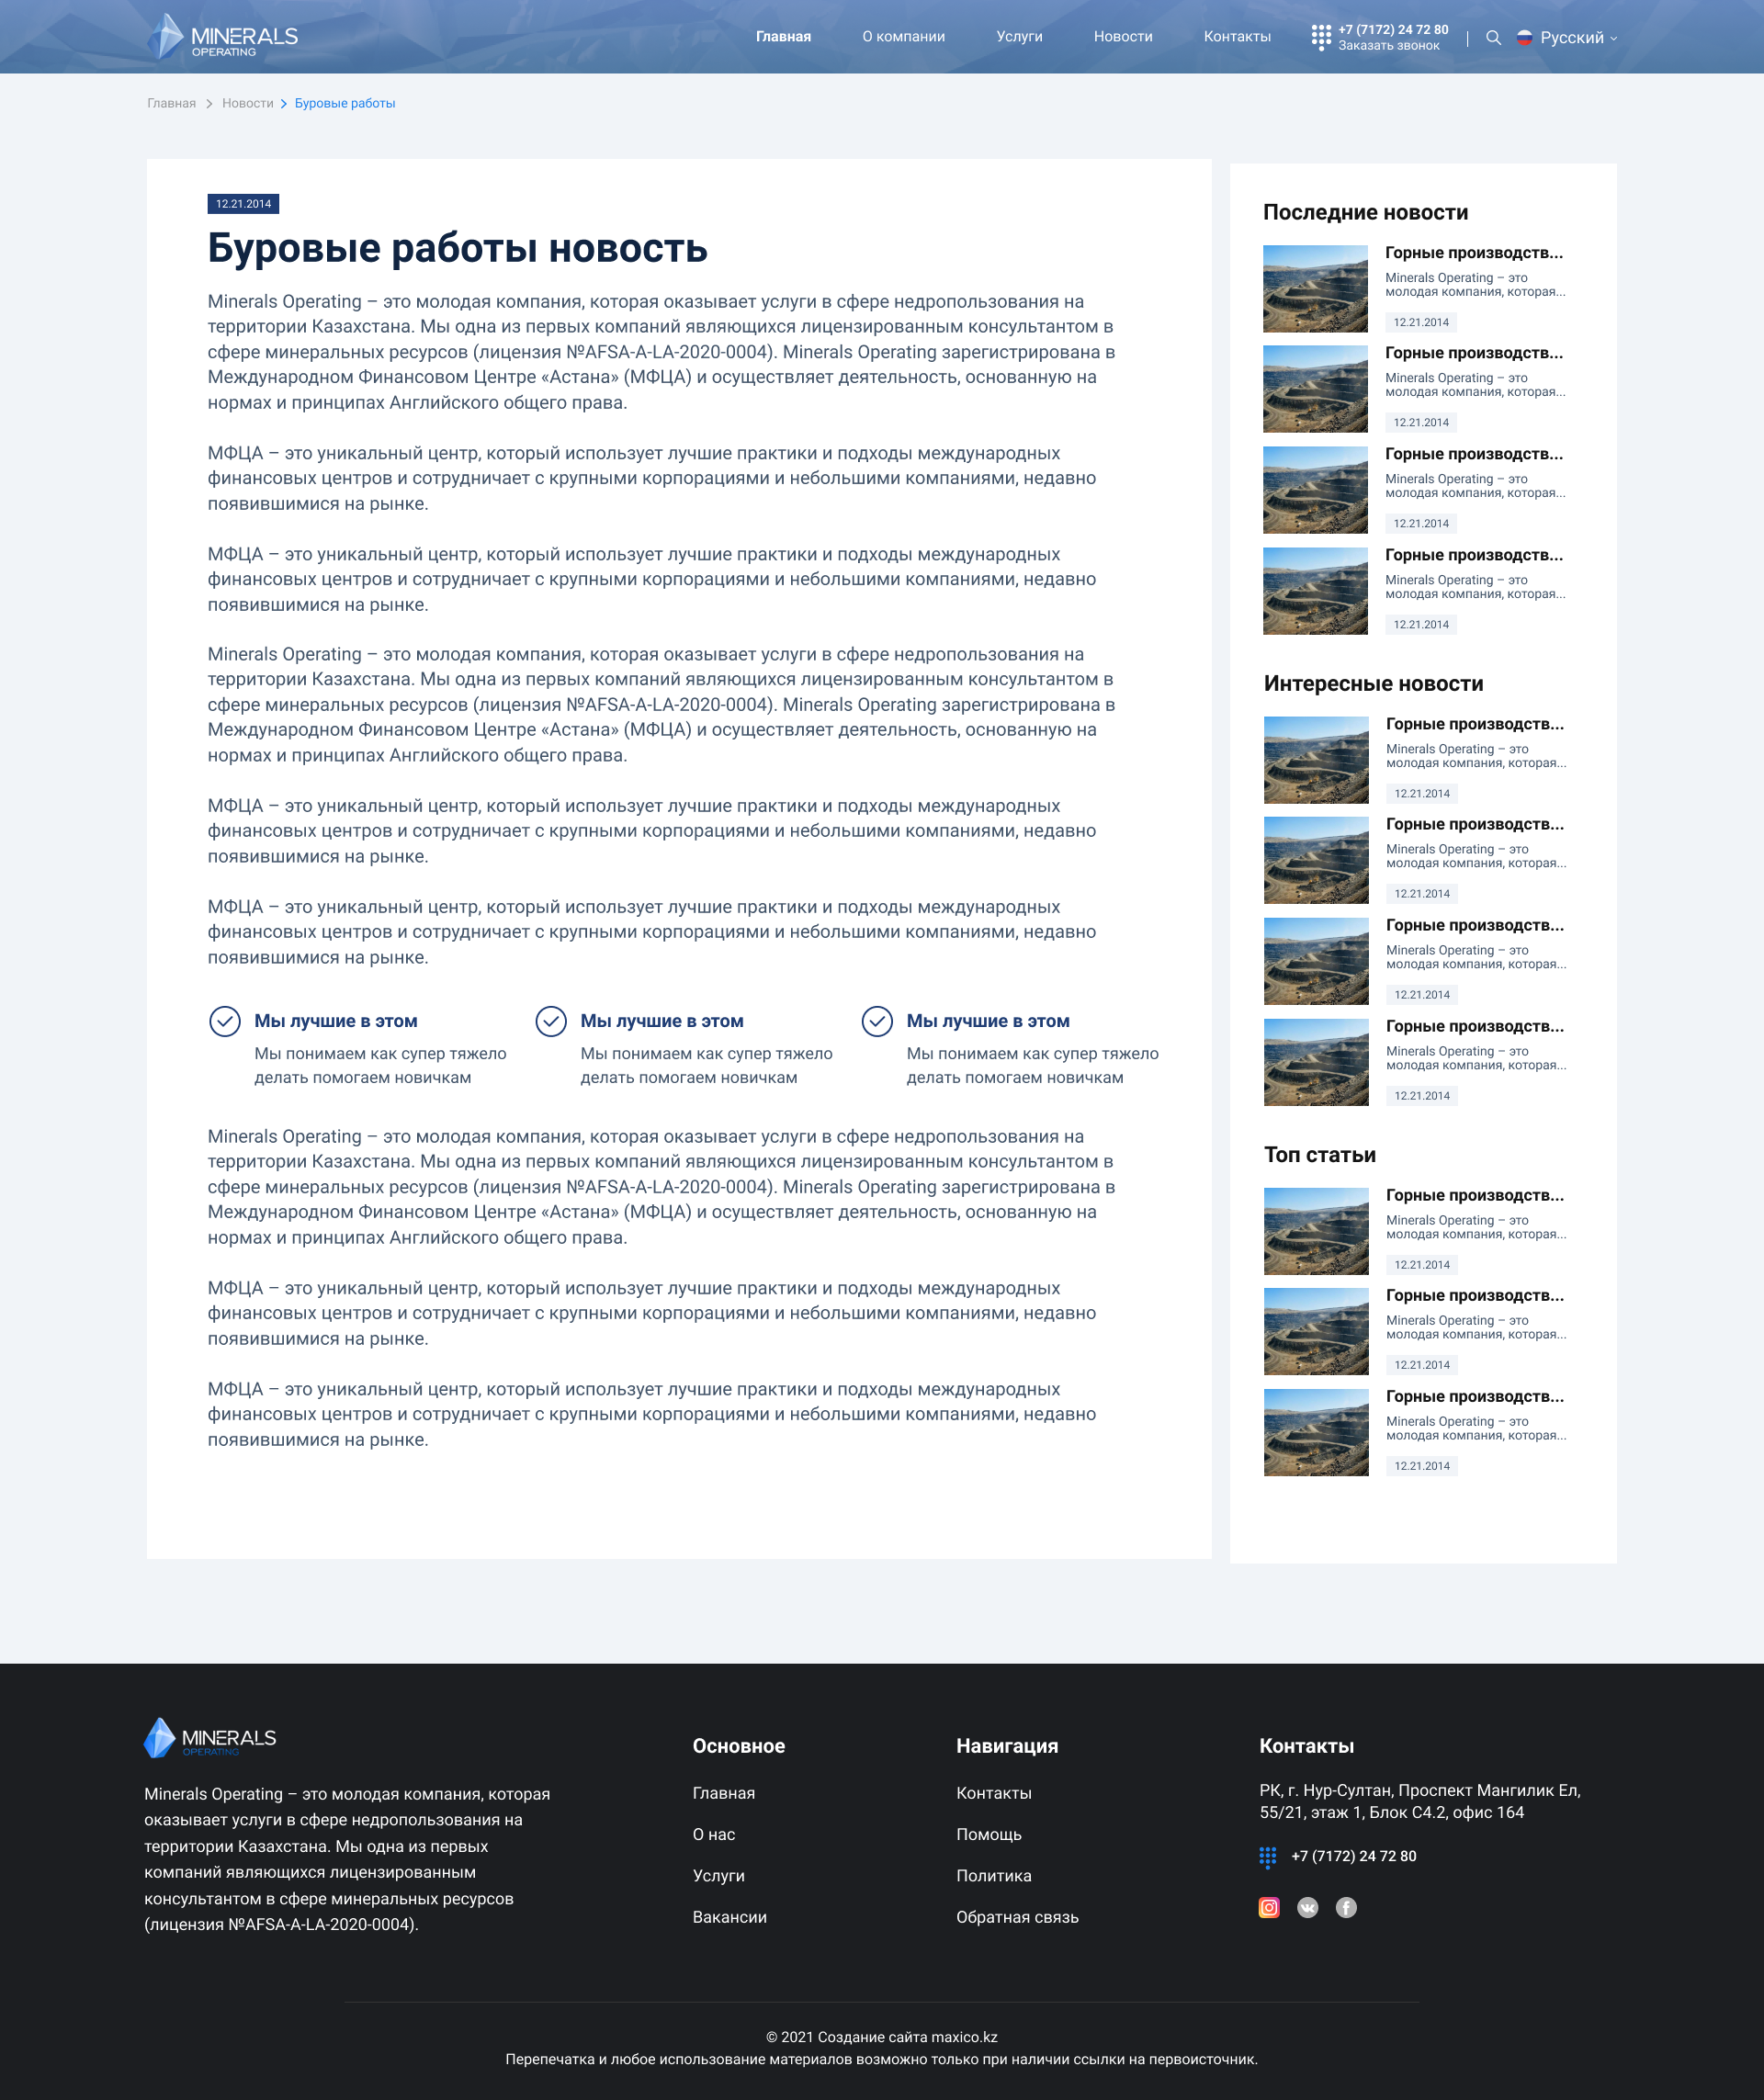 MINERALS
OPERATING
Главная
О компании
Услуги
Новости
Контакты
+7 (7172) 24 72 80
Заказать звонок
Русский
Главная
Новости
Буровые работы
12.21.2014
Буровые работы новость
Minerals Operating – это молодая компания, которая оказывает услуги в сфере недропользования на
территории Казахстана. Мы одна из первых компаний являющихся лицензированным консультантом в
сфере минеральных ресурсов (лицензия №AFSA-A-LA-2020-0004). Minerals Operating зарегистрирована в
Международном Финансовом Центре «Астана» (МФЦА) и осуществляет деятельность, основанную на
нормах и принципах Английского общего права.
МФЦА – это уникальный центр, который использует лучшие практики и подходы международных
финансовых центров и сотрудничает с крупными корпорациями и небольшими компаниями, недавно
появившимися на рынке.
МФЦА – это уникальный центр, который использует лучшие практики и подходы международных
финансовых центров и сотрудничает с крупными корпорациями и небольшими компаниями, недавно
появившимися на рынке.
Minerals Operating – это молодая компания, которая оказывает услуги в сфере недропользования на
территории Казахстана. Мы одна из первых компаний являющихся лицензированным консультантом в
сфере минеральных ресурсов (лицензия №AFSA-A-LA-2020-0004). Minerals Operating зарегистрирована в
Международном Финансовом Центре «Астана» (МФЦА) и осуществляет деятельность, основанную на
нормах и принципах Английского общего права.
МФЦА – это уникальный центр, который использует лучшие практики и подходы международных
финансовых центров и сотрудничает с крупными корпорациями и небольшими компаниями, недавно
появившимися на рынке.
МФЦА – это уникальный центр, который использует лучшие практики и подходы международных
финансовых центров и сотрудничает с крупными корпорациями и небольшими компаниями, недавно
появившимися на рынке.
Мы лучшие в этом
Мы понимаем как супер тяжело
делать помогаем новичкам
Мы лучшие в этом
Мы понимаем как супер тяжело
делать помогаем новичкам
Мы лучшие в этом
Мы понимаем как супер тяжело
делать помогаем новичкам
Minerals Operating – это молодая компания, которая оказывает услуги в сфере недропользования на
территории Казахстана. Мы одна из первых компаний являющихся лицензированным консультантом в
сфере минеральных ресурсов (лицензия №AFSA-A-LA-2020-0004). Minerals Operating зарегистрирована в
Международном Финансовом Центре «Астана» (МФЦА) и осуществляет деятельность, основанную на
нормах и принципах Английского общего права.
МФЦА – это уникальный центр, который использует лучшие практики и подходы международных
финансовых центров и сотрудничает с крупными корпорациями и небольшими компаниями, недавно
появившимися на рынке.
МФЦА – это уникальный центр, который использует лучшие практики и подходы международных
финансовых центров и сотрудничает с крупными корпорациями и небольшими компаниями, недавно
появившимися на рынке.
Последние новости
Горные производств...
Minerals Operating – это
молодая компания, которая...
12.21.2014
Горные производств...
Minerals Operating – это
молодая компания, которая...
12.21.2014
Горные производств...
Minerals Operating – это
молодая компания, которая...
12.21.2014
Горные производств...
Minerals Operating – это
молодая компания, которая...
12.21.2014
Интересные новости
Горные производств...
Minerals Operating – это
молодая компания, которая...
12.21.2014
Горные производств...
Minerals Operating – это
молодая компания, которая...
12.21.2014
Горные производств...
Minerals Operating – это
молодая компания, которая...
12.21.2014
Горные производств...
Minerals Operating – это
молодая компания, которая...
12.21.2014
Топ статьи
Горные производств...
Minerals Operating – это
молодая компания, которая...
12.21.2014
Горные производств...
Minerals Operating – это
молодая компания, которая...
12.21.2014
Горные производств...
Minerals Operating – это
молодая компания, которая...
12.21.2014
MINERALS
OPERATING
Minerals Operating – это молодая компания, которая
оказывает услуги в сфере недропользования на
территории Казахстана. Мы одна из первых
компаний являющихся лицензированным
консультантом в сфере минеральных ресурсов
(лицензия №AFSA-A-LA-2020-0004).
Основное
Главная
О нас
Услуги
Вакансии
Навигация
Контакты
Помощь
Политика
Обратная связь
Контакты
РК, г. Нур-Султан, Проспект Мангилик Ел,
55/21, этаж 1, Блок С4.2, офис 164
+7 (7172) 24 72 80
© 2021 Создание сайта maxico.kz
Перепечатка и любое использование материалов возможно только при наличии ссылки на первоисточник.